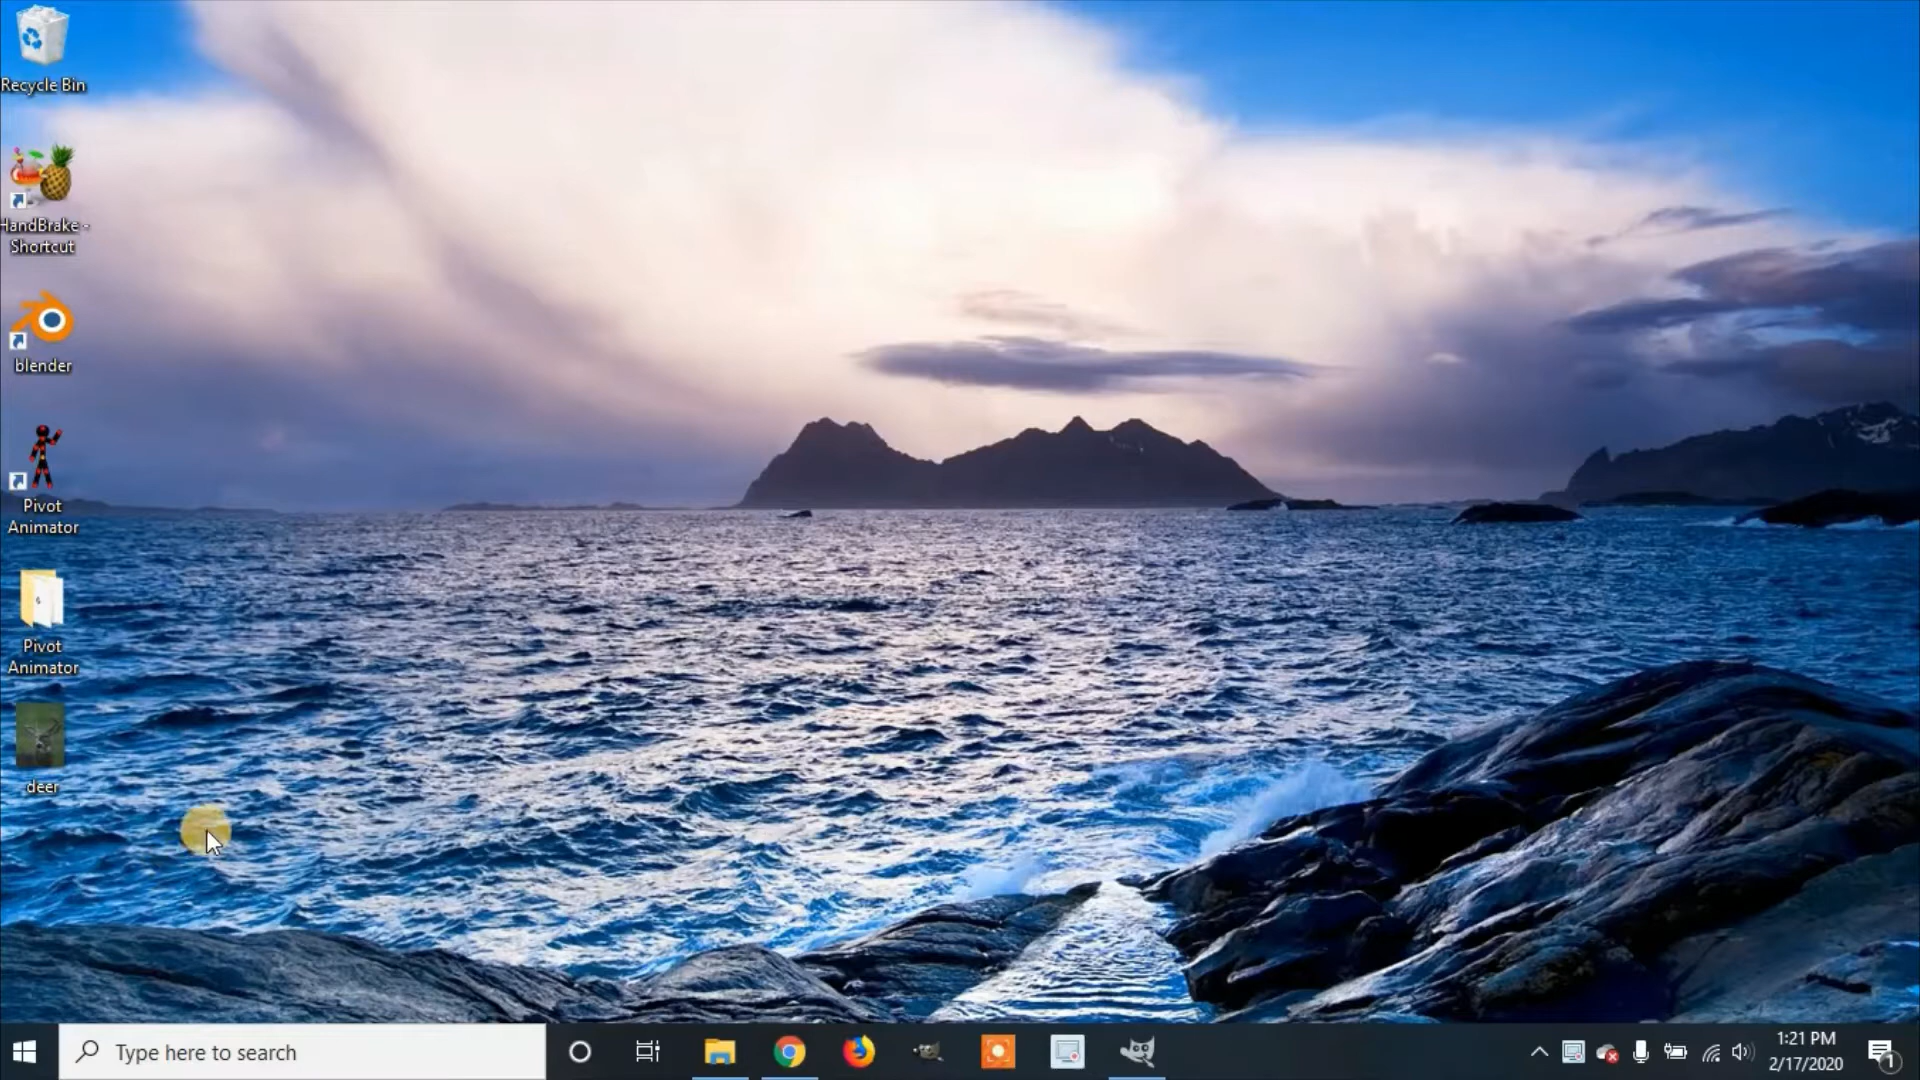 Recycle Bin
HandBrake -
Shortcut
blender
Pivot
Animator
Pivot
Animator
deer
Type here to search
1:21 PM
2/17/2020
1